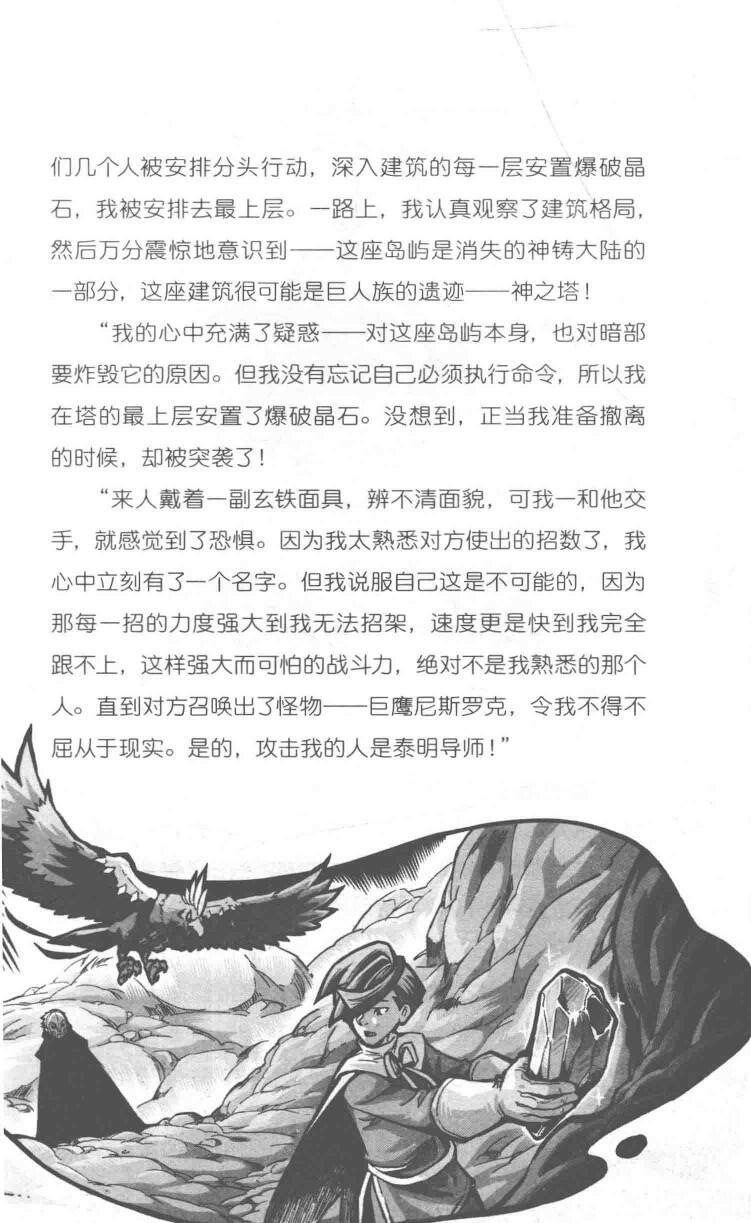 们几个人被安排分头行动，深入建筑的每一层安置爆破晶
石，我被安排去最上层。一路上，我认真观察了建筑格局，
然后万分震惊地意识到——这座岛屿是消失的神铸大陆的
一部分，这座建筑很可能是巨人族的遗迹——神之塔！
“我的心中充满了疑惑——对这座岛屿本身，也对暗部
要炸毁它的原因。但我没有忘记自己必须执行命令，所以我
在塔的最上层安置了爆破晶石。没想到，正当我准备撤离
的时候，却被突袭了！
“来人戴着一副玄铁面具，辨不清面貌，可我一和他交
手，就感觉到了恐惧。因为我太熟悉对方使出的招数了，我
心中立刻有了一个名字。但我说服自己这是不可能的，因为
那每一招的力度强大到我无法招架，速度更是快到我完全
跟不上，这样强大而可怕的战斗力，绝对不是我熟悉的那个
人。直到对方召唤出了怪物——巨鹰尼斯罗克，令我不得不
屈从于现实。是的，攻击我的人是泰明导师！”